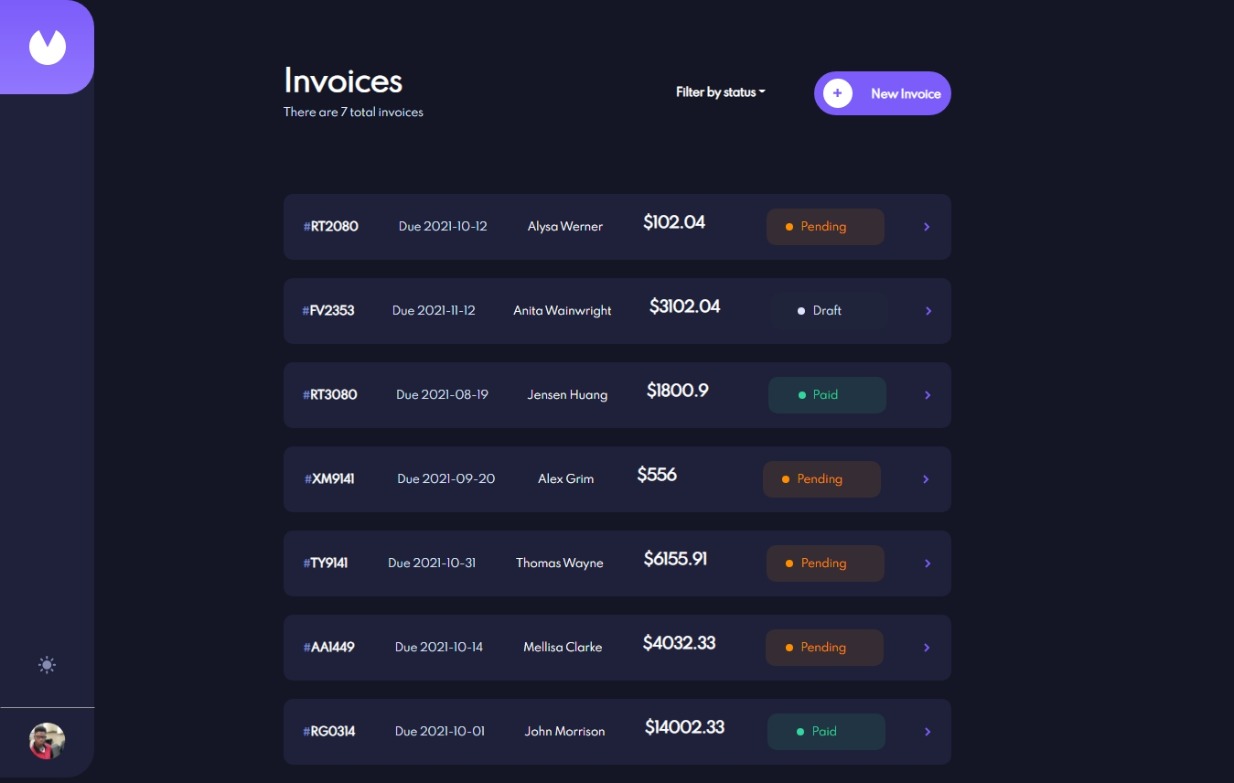 Invoices
There are 7 total invoices
Filter by status
+ New Invoice
#RT2080 Due 2021-10-12 Alysa Werner $102.04 Pending
#FV2353 Due 2021-11-12 Anita Wainwright $3102.04 Draft
#RT3080 Due 2021-08-19 Jensen Huang $1800.9 Paid
#XM9141 Due 2021-09-20 Alex Grim $556 Pending
#TY9141 Due 2021-10-31 Thomas Wayne $6155.91 Pending
#AA1449 Due 2021-10-14 Mellisa Clarke $4032.33 Pending
#RG0314 Due 2021-10-01 John Morrison $14002.33 Paid